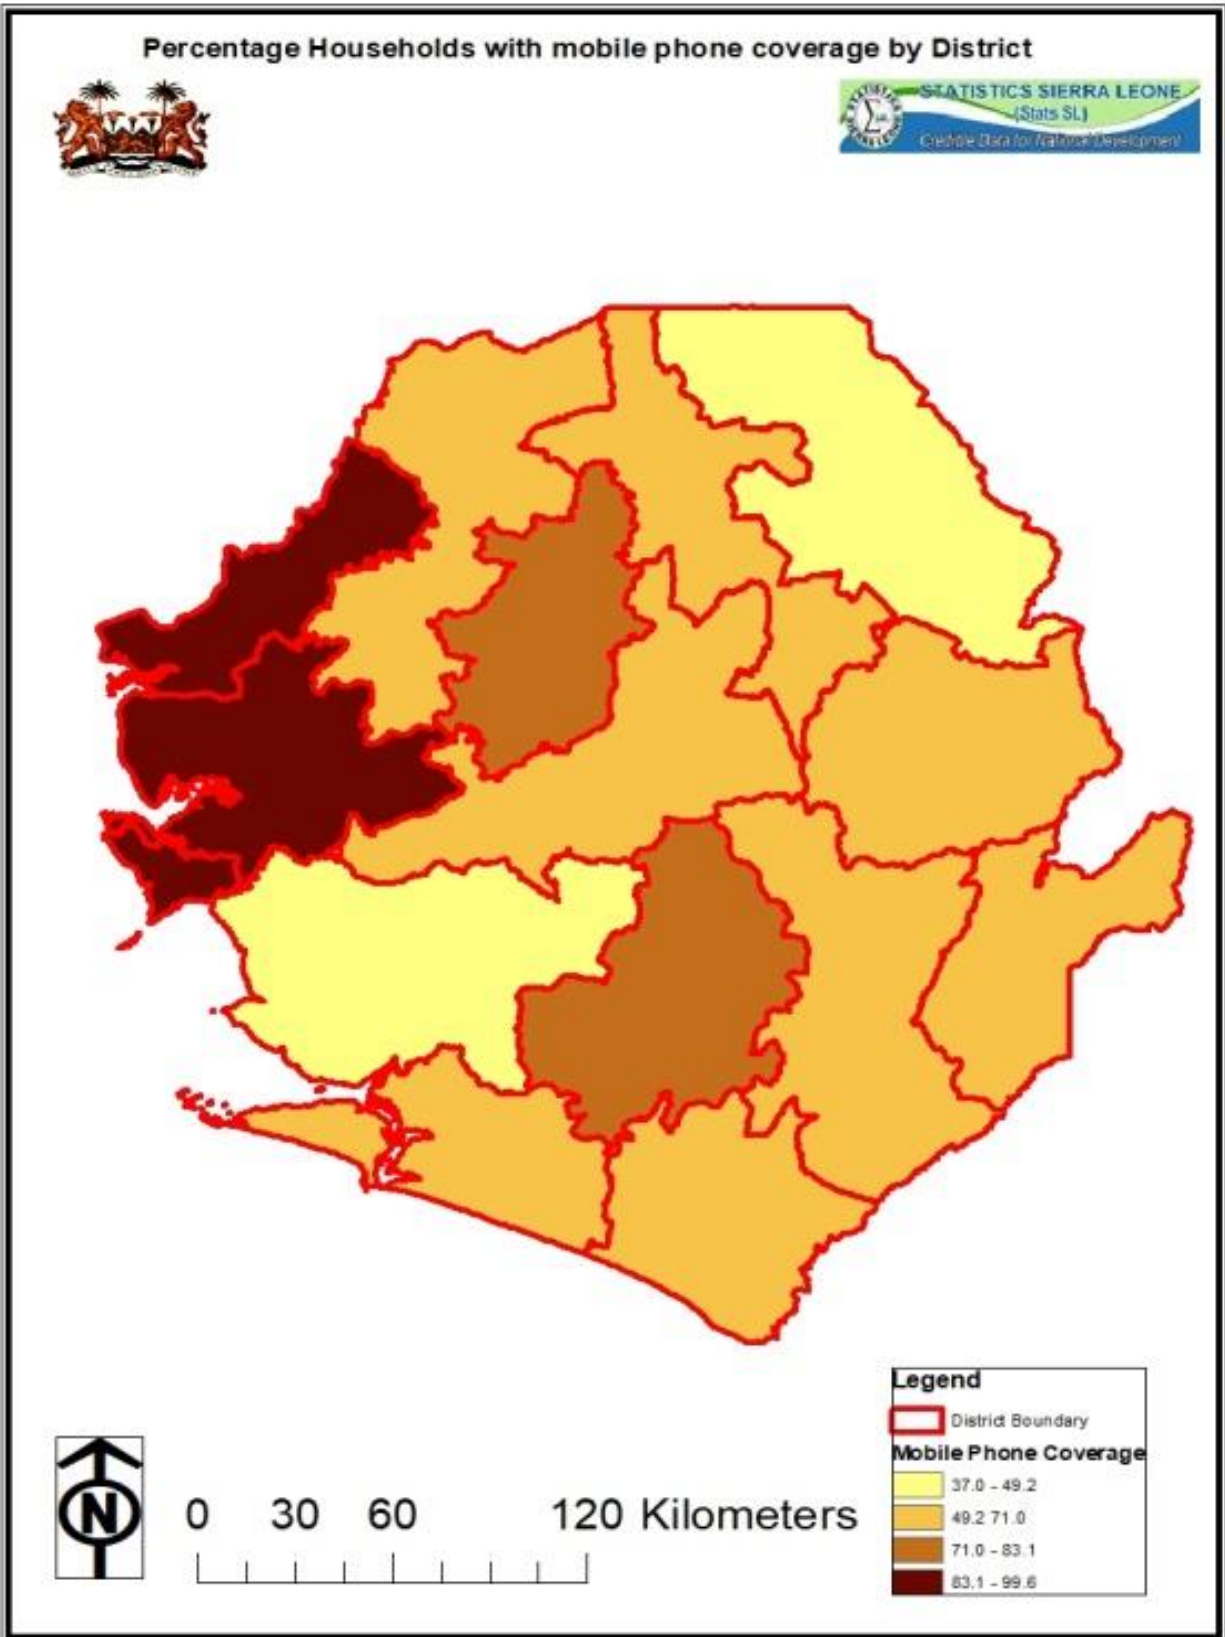 Percentage Households with mobile phone coverage by District
STATISTICS SIERRA LEONE
(Stats SL)
Credible Data for National Development
Legend
District Boundary
Mobile Phone Coverage
37.0 - 49.2
49.2 71.0
71.0 - 83.1
83.1 - 99.6
N
0 30 60 120 Kilometers